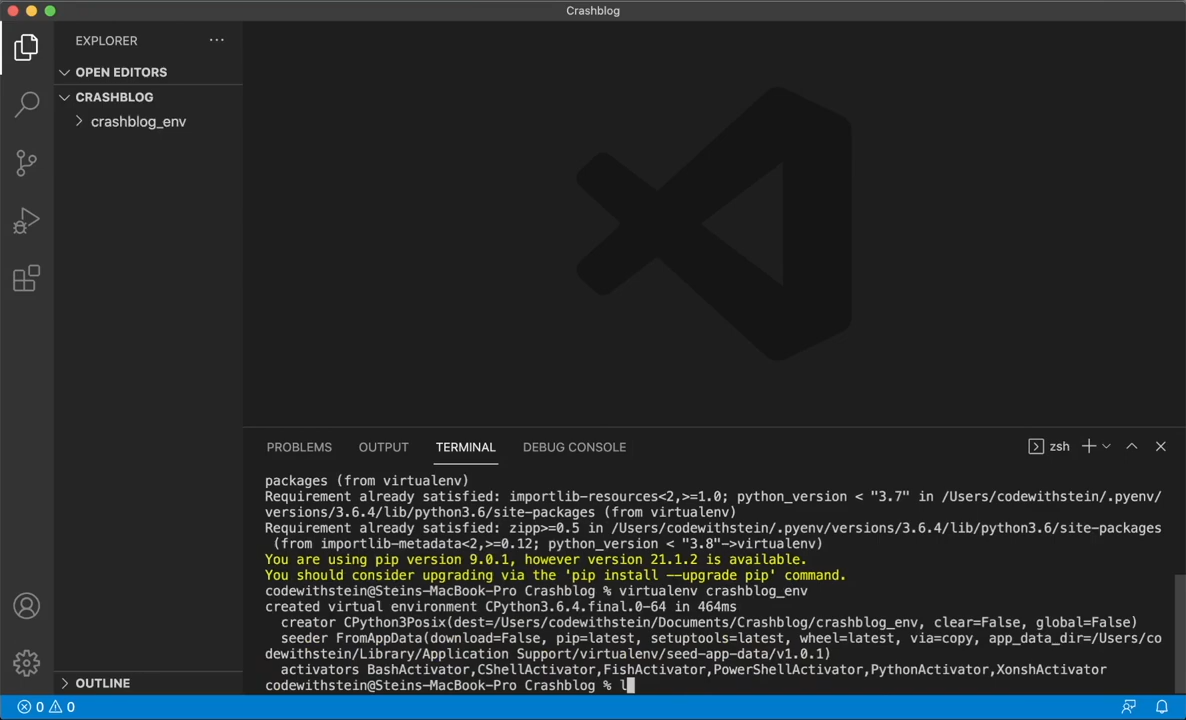 Crashblog
EXPLORER
OPEN EDITORS
CRASHBLOG
crashblog_env
OUTLINE
PROBLEMS OUTPUT TERMINAL DEBUG CONSOLE zsh
packages (from virtualenv)
Requirement already satisfied: importlib-resources<2,>=1.0; python_version < "3.7" in /Users/codewithstein/.pyenv/
versions/3.6.4/lib/python3.6/site-packages (from virtualenv)
Requirement already satisfied: zipp>=0.5 in /Users/codewithstein/.pyenv/versions/3.6.4/lib/python3.6/site-packages
(from importlib-metadata<2,>=0.12; python_version < "3.8"->virtualenv)
You are using pip version 9.0.1, however version 21.1.2 is available.
You should consider upgrading via the 'pip install --upgrade pip' command.
codewithstein@Steins-MacBook-Pro Crashblog % virtualenv crashblog_env
created virtual environment CPython3.6.4.final.0-64 in 464ms
creator CPython3Posix(dest=/Users/codewithstein/Documents/Crashblog/crashblog_env, clear=False, global=False)
seeder FromAppData(download=False, pip=latest, setuptools=latest, wheel=latest, via=copy, app_data_dir=/Users/co
dewithstein/Library/Application Support/virtualenv/seed-app-data/v1.0.1)
activators BashActivator,CShellActivator,FishActivator,PowerShellActivator,PythonActivator,XonshActivator
codewithstein@Steins-MacBook-Pro Crashblog % l
0 0